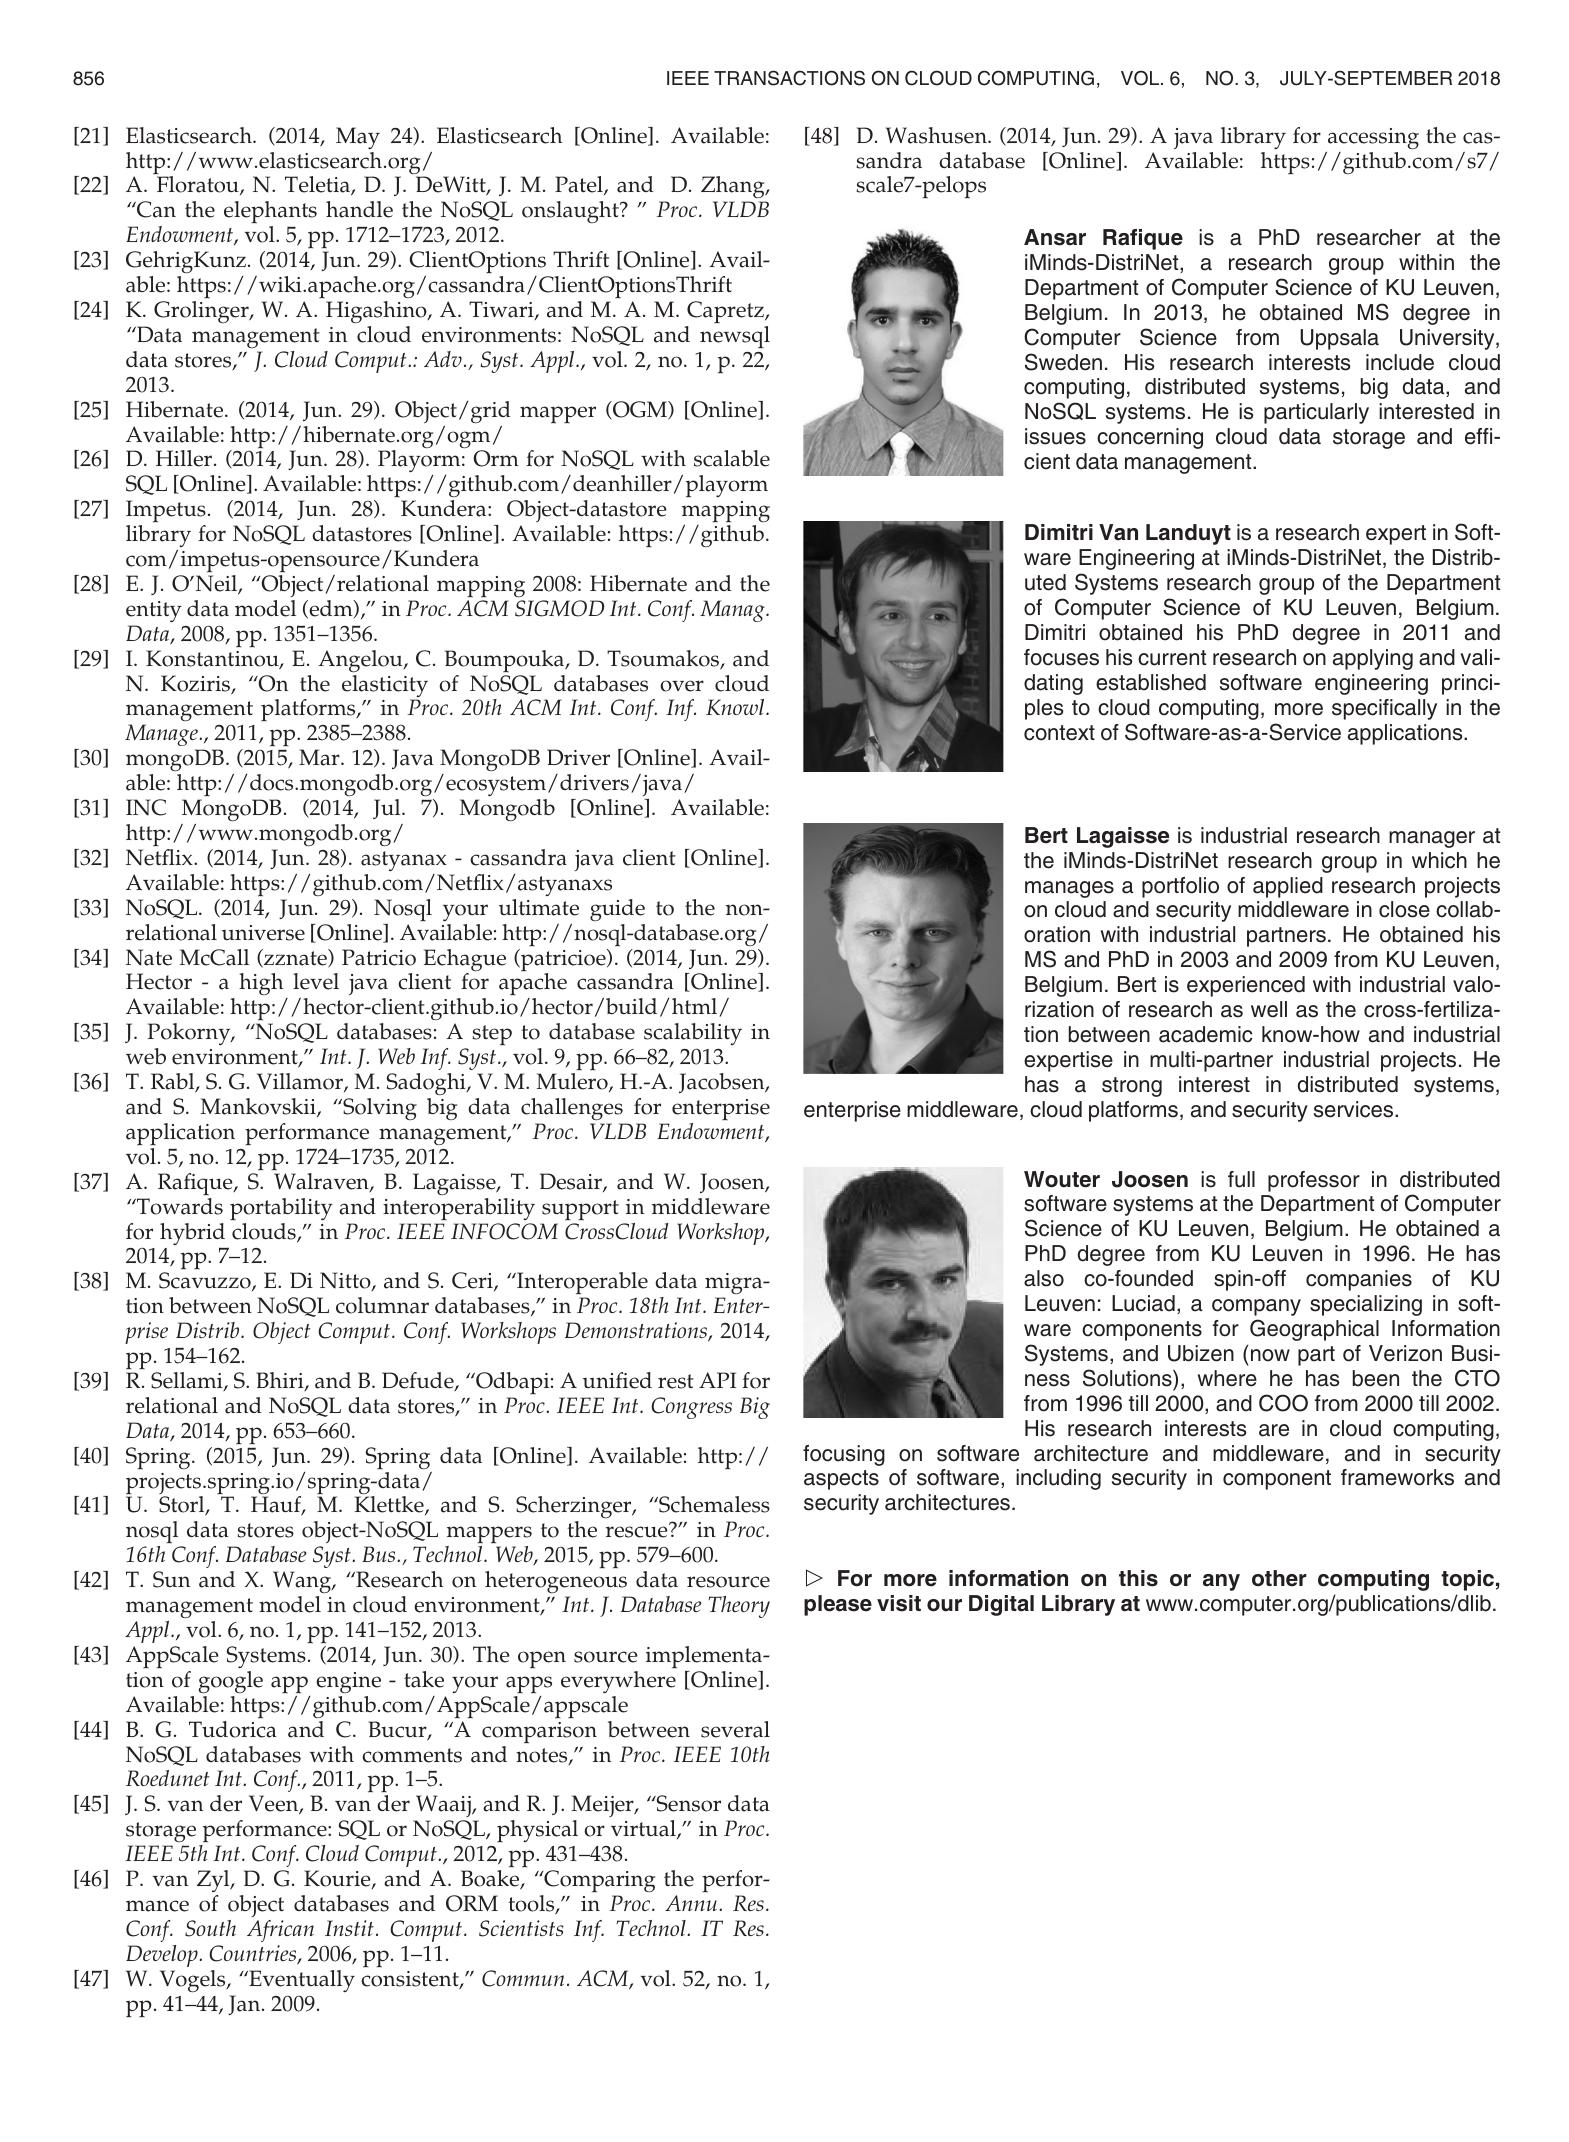 856
IEEE TRANSACTIONS ON CLOUD COMPUTING, VOL. 6, NO. 3, JULY-SEPTEMBER 2018
[21] Elasticsearch. (2014, May 24). Elasticsearch [Online]. Available:
http://www.elasticsearch.org/
[22] A. Floratou, N. Teletia, D. J. DeWitt, J. M. Patel, and D. Zhang,
“Can the elephants handle the NoSQL onslaught? ” Proc. VLDB
Endowment, vol. 5, pp. 1712–1723, 2012.
[23] GehrigKunz. (2014, Jun. 29). ClientOptions Thrift [Online]. Avail-
able: https://wiki.apache.org/cassandra/ClientOptionsThrift
[24] K. Grolinger, W. A. Higashino, A. Tiwari, and M. A. M. Capretz,
“Data management in cloud environments: NoSQL and newsql
data stores,” J. Cloud Comput.: Adv., Syst. Appl., vol. 2, no. 1, p. 22,
2013.
[25] Hibernate. (2014, Jun. 29). Object/grid mapper (OGM) [Online].
Available: http://hibernate.org/ogm/
[26] D. Hiller. (2014, Jun. 28). Playorm: Orm for NoSQL with scalable
SQL [Online]. Available: https://github.com/deanhiller/playorm
[27] Impetus. (2014, Jun. 28). Kundera: Object-datastore mapping
library for NoSQL datastores [Online]. Available: https://github.
com/impetus-opensource/Kundera
[28] E. J. O’Neil, “Object/relational mapping 2008: Hibernate and the
entity data model (edm),” in Proc. ACM SIGMOD Int. Conf. Manag.
Data, 2008, pp. 1351–1356.
[29] I. Konstantinou, E. Angelou, C. Boumpouka, D. Tsoumakos, and
N. Koziris, “On the elasticity of NoSQL databases over cloud
management platforms,” in Proc. 20th ACM Int. Conf. Inf. Knowl.
Manage., 2011, pp. 2385–2388.
[30] mongoDB. (2015, Mar. 12). Java MongoDB Driver [Online]. Avail-
able: http://docs.mongodb.org/ecosystem/drivers/java/
[31] INC MongoDB. (2014, Jul. 7). Mongodb [Online]. Available:
http://www.mongodb.org/
[32] Netflix. (2014, Jun. 28). astyanax - cassandra java client [Online].
Available: https://github.com/Netflix/astyanaxs
[33] NoSQL. (2014, Jun. 29). Nosql your ultimate guide to the non-
relational universe [Online]. Available: http://nosql-database.org/
[34] Nate McCall (zznate) Patricio Echague (patricioe). (2014, Jun. 29).
Hector - a high level java client for apache cassandra [Online].
Available: http://hector-client.github.io/hector/build/html/
[35] J. Pokorny, “NoSQL databases: A step to database scalability in
web environment,” Int. J. Web Inf. Syst., vol. 9, pp. 66–82, 2013.
[36] T. Rabl, S. G. Villamor, M. Sadoghi, V. M. Mulero, H.-A. Jacobsen,
and S. Mankovskii, “Solving big data challenges for enterprise
application performance management,” Proc. VLDB Endowment,
vol. 5, no. 12, pp. 1724–1735, 2012.
[37] A. Rafique, S. Walraven, B. Lagaisse, T. Desair, and W. Joosen,
“Towards portability and interoperability support in middleware
for hybrid clouds,” in Proc. IEEE INFOCOM CrossCloud Workshop,
2014, pp. 7–12.
[38] M. Scavuzzo, E. Di Nitto, and S. Ceri, “Interoperable data migra-
tion between NoSQL columnar databases,” in Proc. 18th Int. Enter-
prise Distrib. Object Comput. Conf. Workshops Demonstrations, 2014,
pp. 154–162.
[39] R. Sellami, S. Bhiri, and B. Defude, “Odbapi: A unified rest API for
relational and NoSQL data stores,” in Proc. IEEE Int. Congress Big
Data, 2014, pp. 653–660.
[40] Spring. (2015, Jun. 29). Spring data [Online]. Available: http://
projects.spring.io/spring-data/
[41] U. Storl, T. Hauf, M. Klettke, and S. Scherzinger, “Schemaless
nosql data stores object-NoSQL mappers to the rescue?” in Proc.
16th Conf. Database Syst. Bus., Technol. Web, 2015, pp. 579–600.
[42] T. Sun and X. Wang, “Research on heterogeneous data resource
management model in cloud environment,” Int. J. Database Theory
Appl., vol. 6, no. 1, pp. 141–152, 2013.
[43] AppScale Systems. (2014, Jun. 30). The open source implementa-
tion of google app engine - take your apps everywhere [Online].
Available: https://github.com/AppScale/appscale
[44] B. G. Tudorica and C. Bucur, “A comparison between several
NoSQL databases with comments and notes,” in Proc. IEEE 10th
Roedunet Int. Conf., 2011, pp. 1–5.
[45] J. S. van der Veen, B. van der Waaij, and R. J. Meijer, “Sensor data
storage performance: SQL or NoSQL, physical or virtual,” in Proc.
IEEE 5th Int. Conf. Cloud Comput., 2012, pp. 431–438.
[46] P. van Zyl, D. G. Kourie, and A. Boake, “Comparing the perfor-
mance of object databases and ORM tools,” in Proc. Annu. Res.
Conf. South African Instit. Comput. Scientists Inf. Technol. IT Res.
Develop. Countries, 2006, pp. 1–11.
[47] W. Vogels, “Eventually consistent,” Commun. ACM, vol. 52, no. 1,
pp. 41–44, Jan. 2009.
[48] D. Washusen. (2014, Jun. 29). A java library for accessing the cas-
sandra database [Online]. Available: https://github.com/s7/
scale7-pelops
Ansar Rafique is a PhD researcher at the
iMinds-DistriNet, a research group within the
Department of Computer Science of KU Leuven,
Belgium. In 2013, he obtained MS degree in
Computer Science from Uppsala University,
Sweden. His research interests include cloud
computing, distributed systems, big data, and
NoSQL systems. He is particularly interested in
issues concerning cloud data storage and effi-
cient data management.
Dimitri Van Landuyt is a research expert in Soft-
ware Engineering at iMinds-DistriNet, the Distrib-
uted Systems research group of the Department
of Computer Science of KU Leuven, Belgium.
Dimitri obtained his PhD degree in 2011 and
focuses his current research on applying and vali-
dating established software engineering princi-
ples to cloud computing, more specifically in the
context of Software-as-a-Service applications.
Bert Lagaisse is industrial research manager at
the iMinds-DistriNet research group in which he
manages a portfolio of applied research projects
on cloud and security middleware in close collab-
oration with industrial partners. He obtained his
MS and PhD in 2003 and 2009 from KU Leuven,
Belgium. Bert is experienced with industrial valo-
rization of research as well as the cross-fertiliza-
tion between academic know-how and industrial
expertise in multi-partner industrial projects. He
has a strong interest in distributed systems,
enterprise middleware, cloud platforms, and security services.
Wouter Joosen is full professor in distributed
software systems at the Department of Computer
Science of KU Leuven, Belgium. He obtained a
PhD degree from KU Leuven in 1996. He has
also co-founded spin-off companies of KU
Leuven: Luciad, a company specializing in soft-
ware components for Geographical Information
Systems, and Ubizen (now part of Verizon Busi-
ness Solutions), where he has been the CTO
from 1996 till 2000, and COO from 2000 till 2002.
His research interests are in cloud computing,
focusing on software architecture and middleware, and in security
aspects of software, including security in component frameworks and
security architectures.
▷ For more information on this or any other computing topic,
please visit our Digital Library at www.computer.org/publications/dlib.